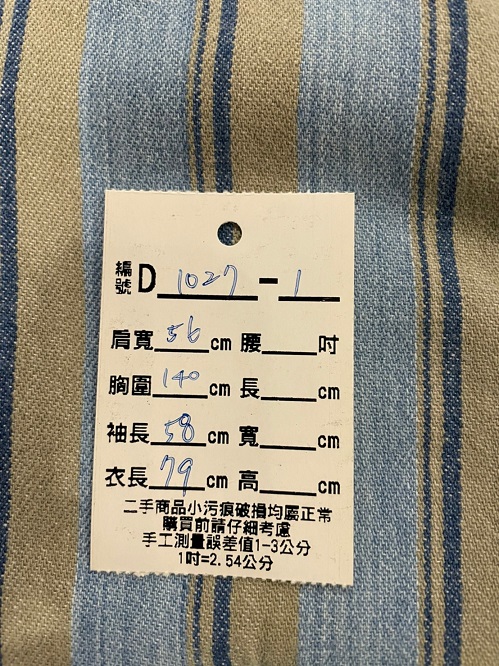 編號D 1027-1
肩寬 56 cm 腰 吋
胸圍 140 cm 長 cm
袖長 58 cm 寬 cm
衣長 79 cm 高 cm
二手商品小污痕破損均屬正常
購買前請仔細考慮
手工測量誤差值1-3公分
1吋=2.54公分